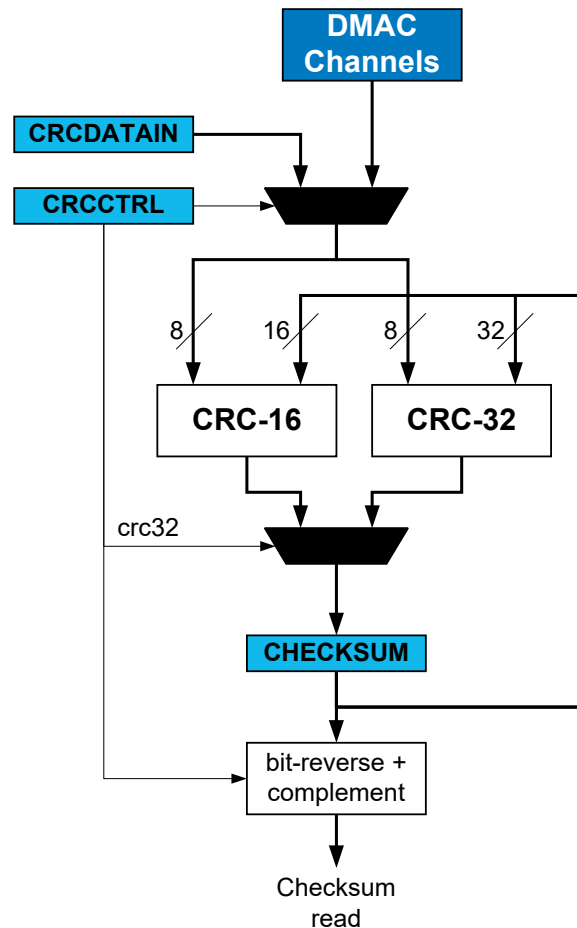 DMAC
Channels
CRCDATAIN
CRCCTRL
8
16
8
32
CRC-16
CRC-32
crc32
CHECKSUM
bit-reverse +
complement
Checksum
read